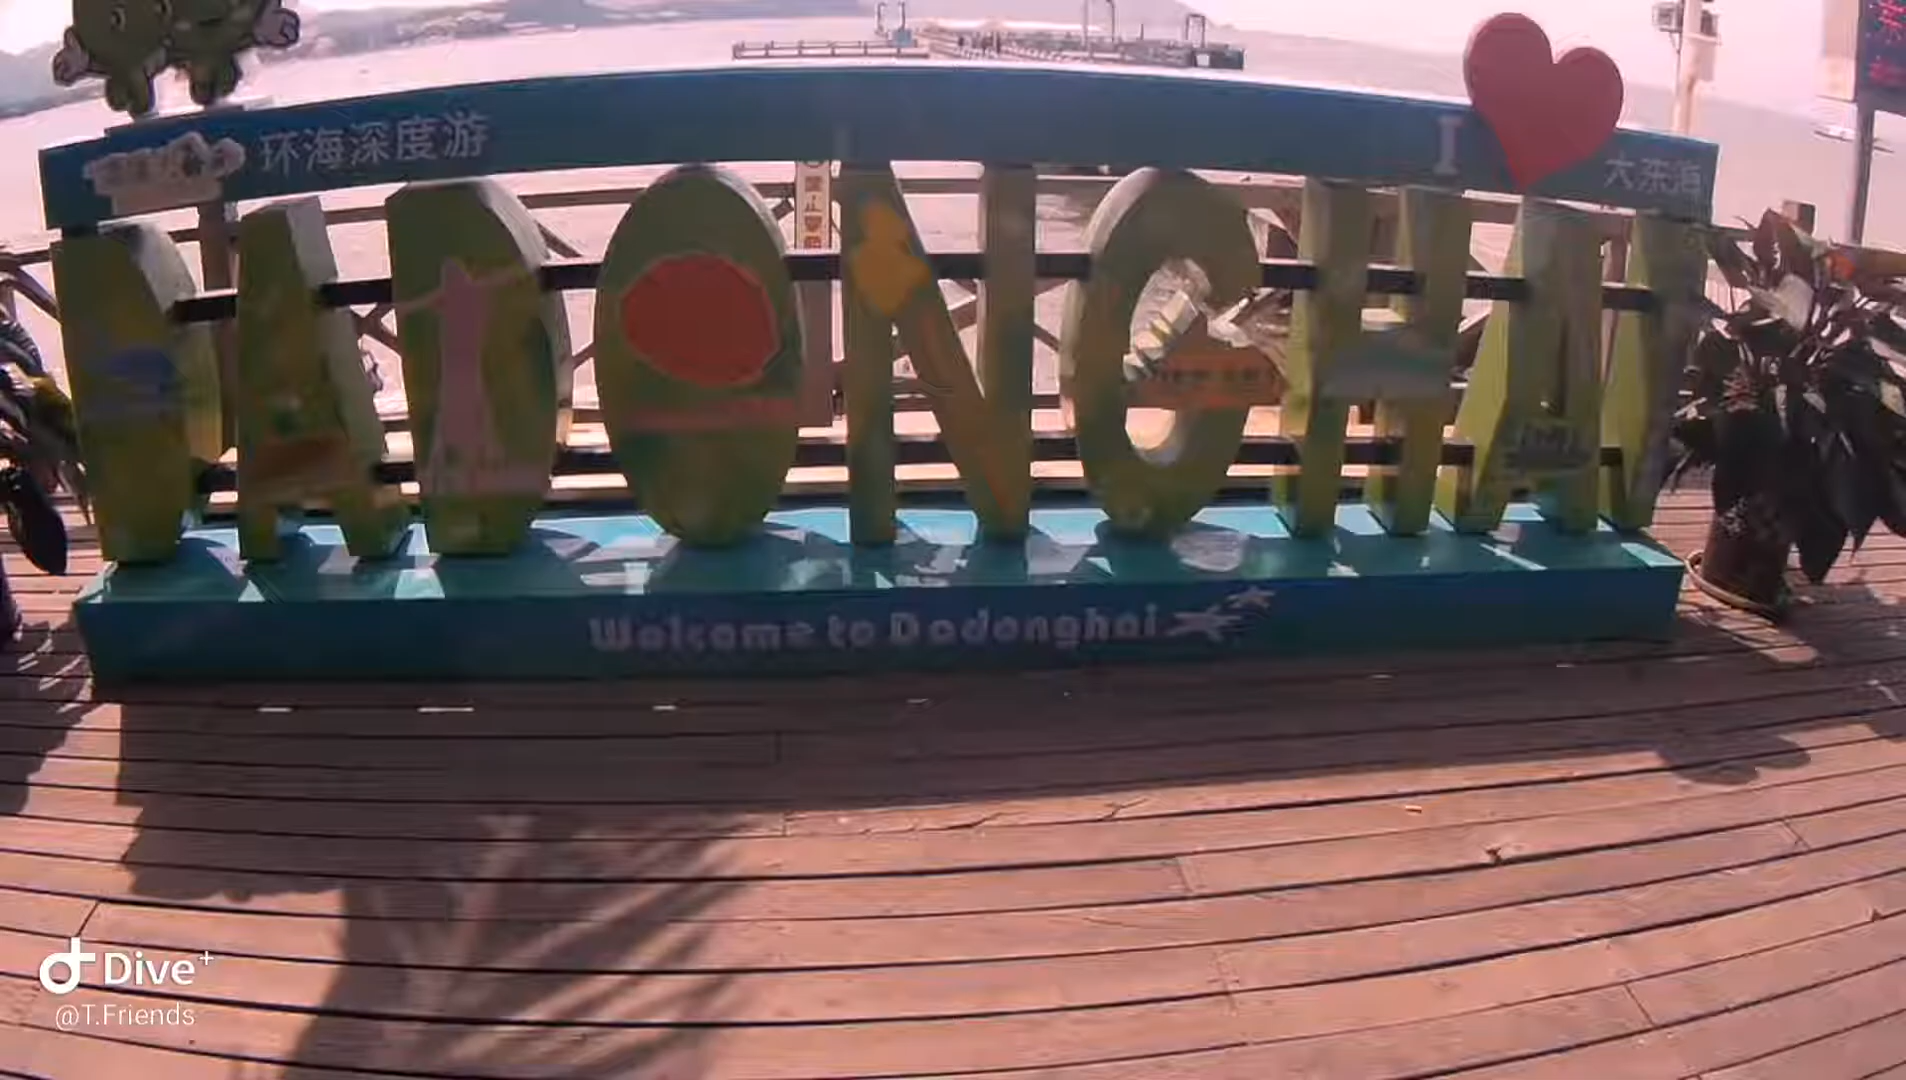 环海深度游
I
大东海
DADONGHAI
Welcome to Dadonghai
Dive+
@T.Friends